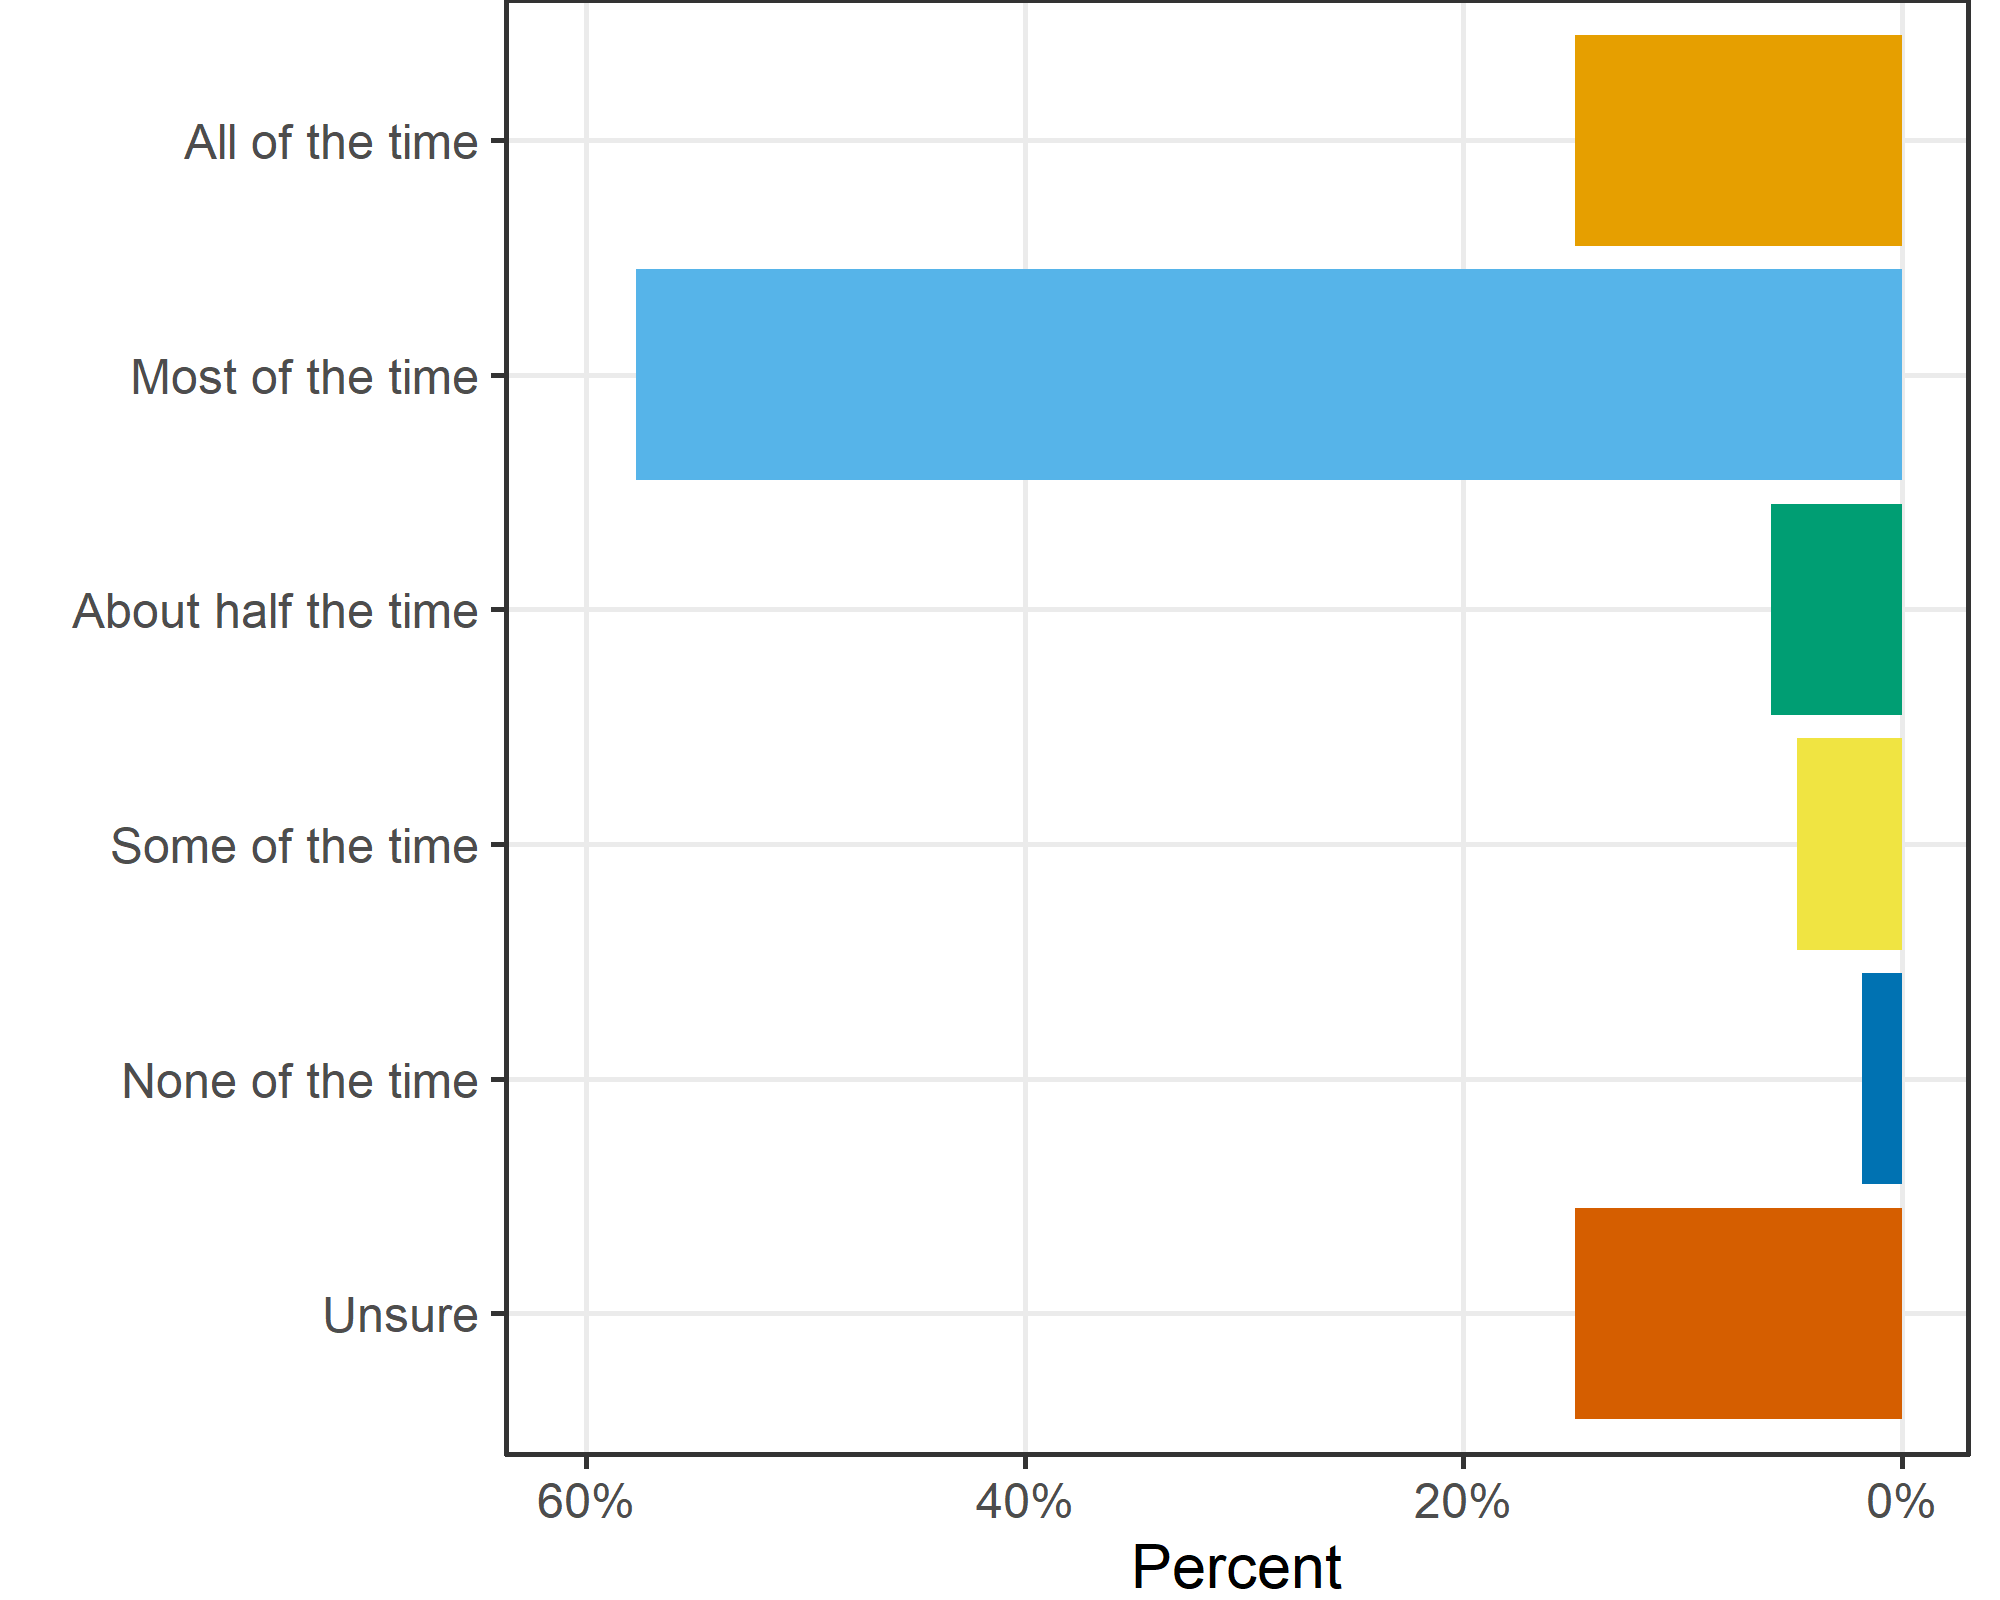 All of the time
Most of the time
About half the time
Some of the time
None of the time
Unsure
60% 40% 20% 0%
Percent